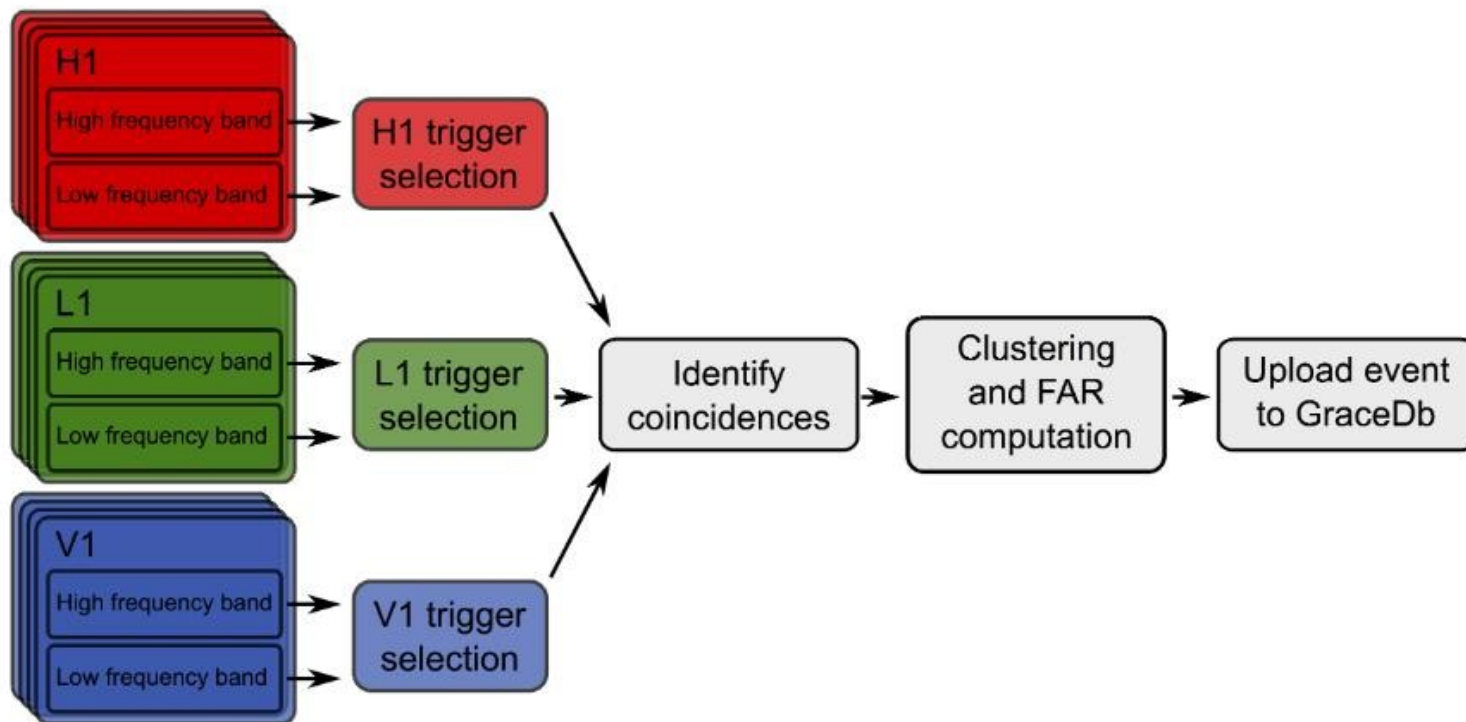 H1
High frequency band
Low frequency band
H1 trigger
selection
L1
High frequency band
Low frequency band
L1 trigger
selection
V1
High frequency band
Low frequency band
V1 trigger
selection
Identify
coincidences
Clustering
and FAR
computation
Upload event
to GraceDb